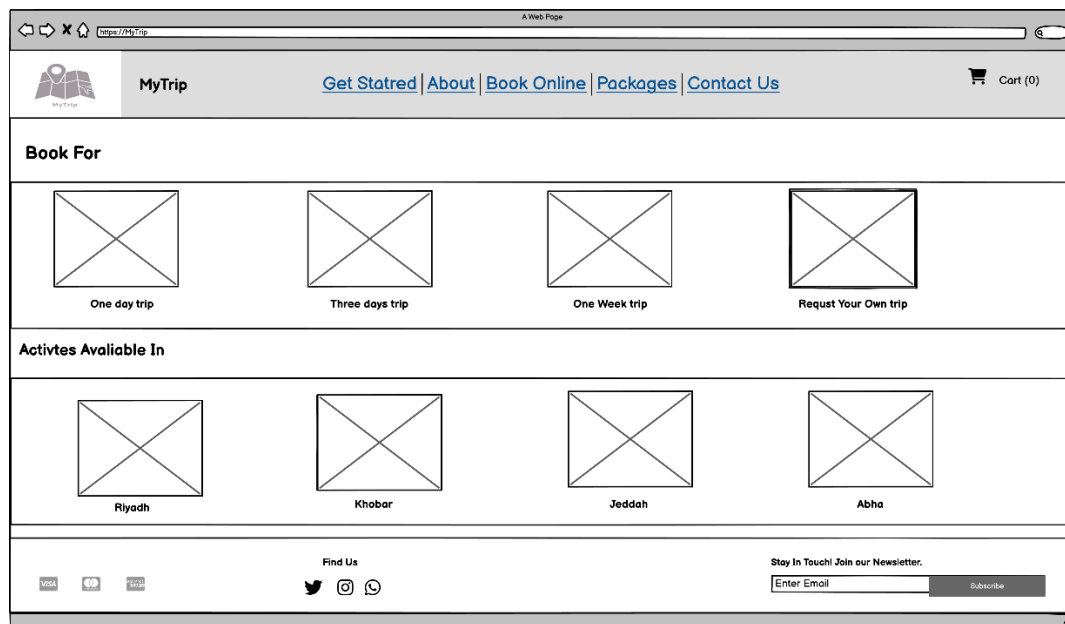 A Web Page
https://MyTrip
MyTrip
MyTrip
Get Statred | About | Book Online | Packages | Contact Us
Cart (0)
Book For
One day trip
Three days trip
One Week trip
Requst Your Own trip
Activtes Avaliable In
Riyadh
Khobar
Jeddah
Abha
VISA
Find Us
Stay In Touch! Join our Newsletter.
Enter Email
Subscribe